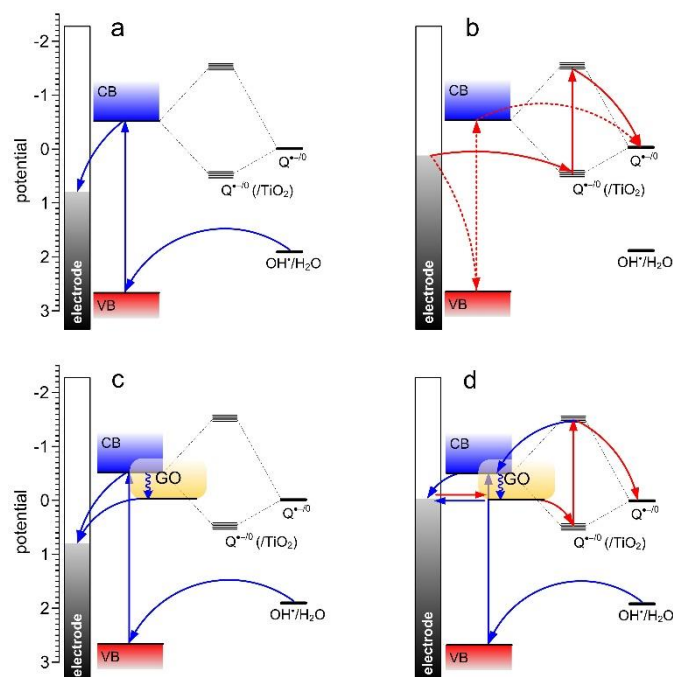 a
b
-2
-1
0
1
2
3
potential
electrode
CB
VB
Q•–/0
Q•–/0 (/TiO₂)
OH•/H₂O
electrode
CB
VB
Q•–/0
Q•–/0 (/TiO₂)
OH•/H₂O
c
d
-2
-1
0
1
2
3
potential
electrode
CB
GO
VB
Q•–/0
Q•–/0 (/TiO₂)
OH•/H₂O
electrode
CB
GO
VB
Q•–/0
Q•–/0 (/TiO₂)
OH•/H₂O